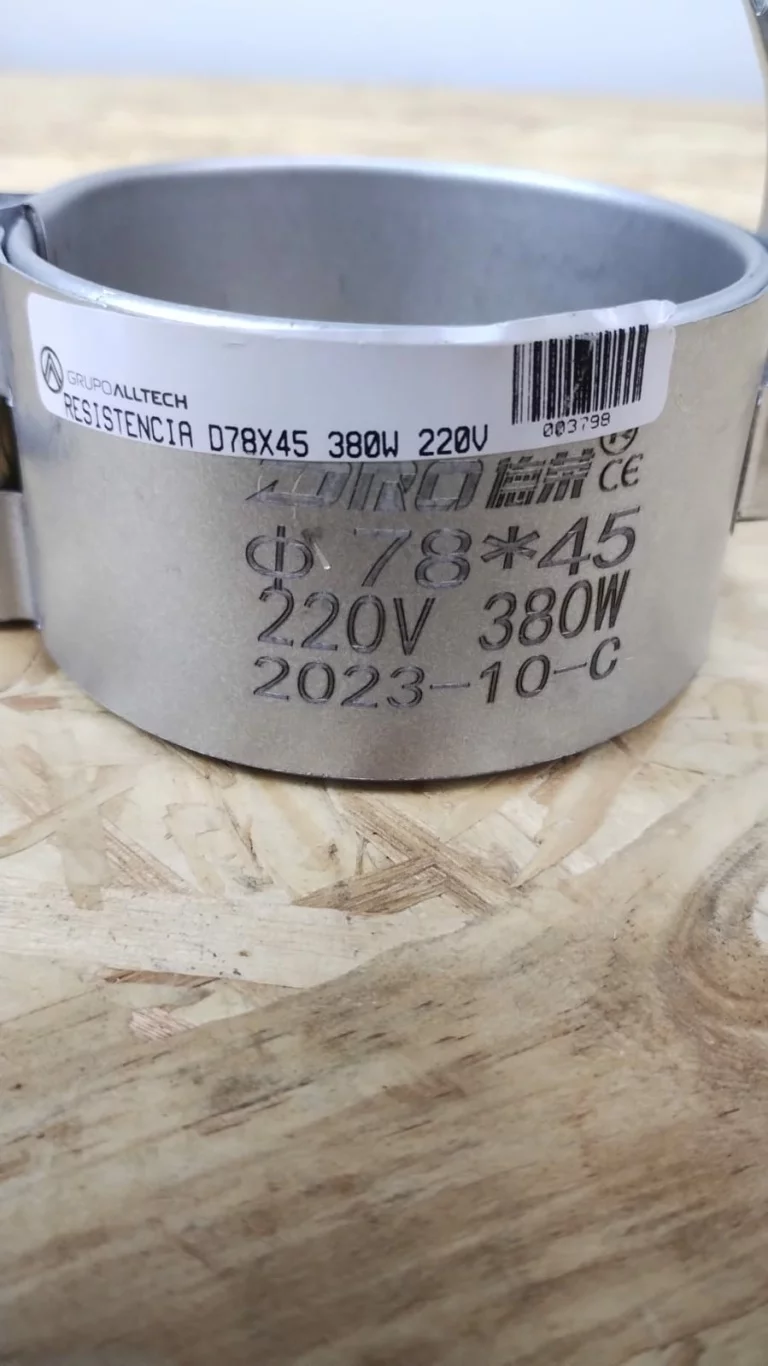 GRUPOALLTECH
RESISTENCIA D78X45 380W 220V
003798
CE
Φ 78*45
220V 380W
2023-10-C